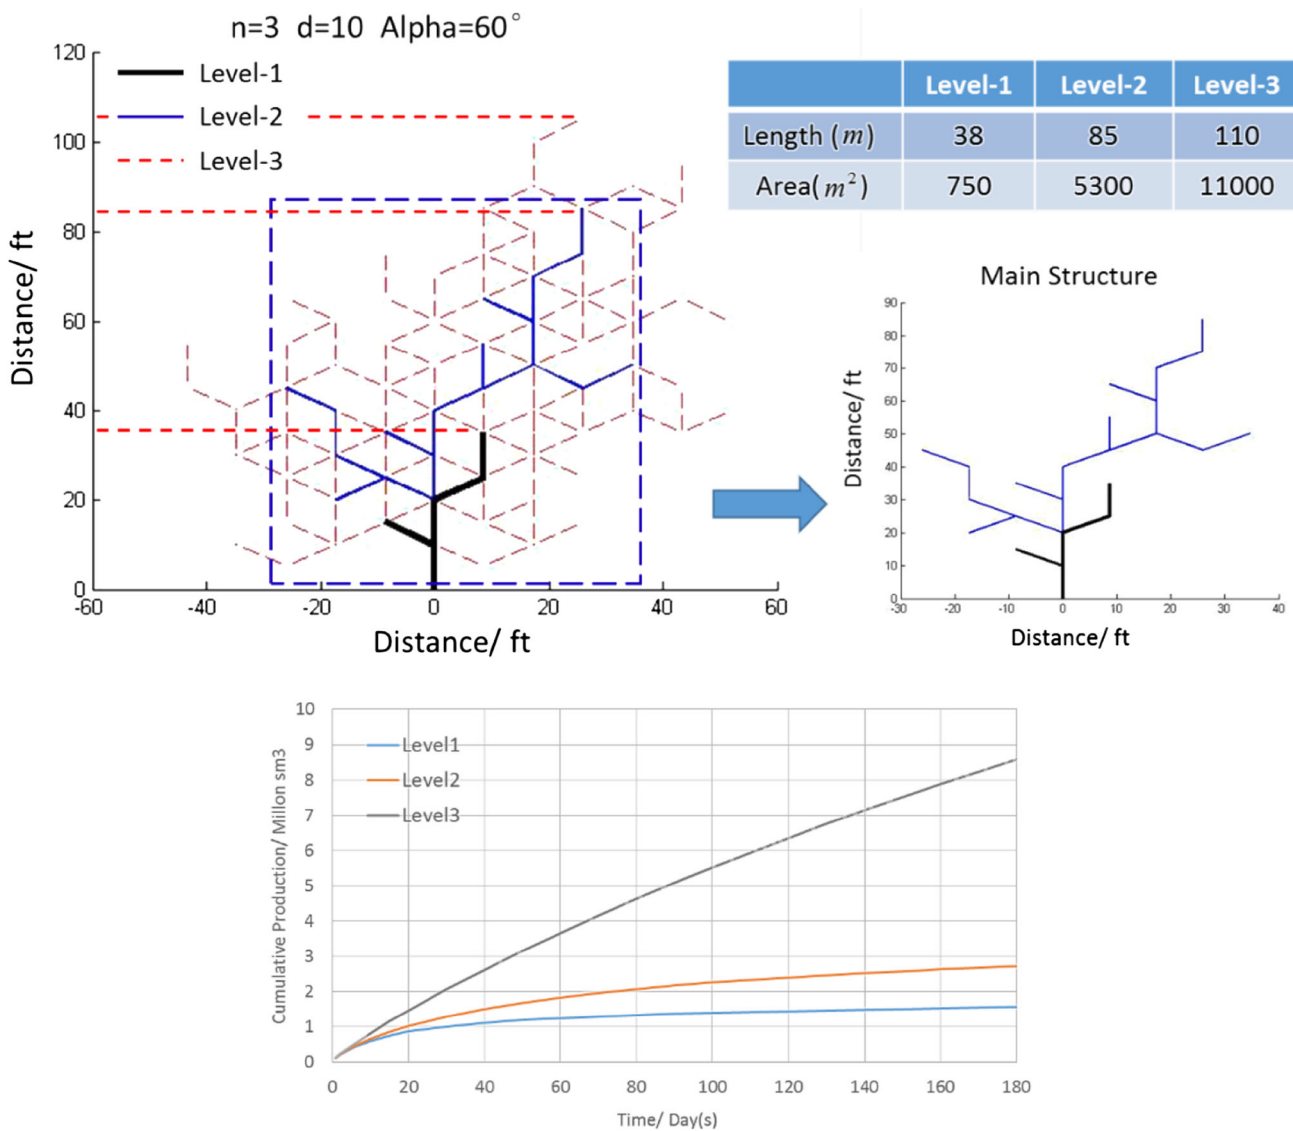 n=3 d=10 Alpha=60°
120
100
80
60
40
20
0
Distance/ ft
Level-1
Level-2
Level-3
-60 -40 -20 0 20 40 60
Distance/ ft
Level-1 Level-2 Level-3
Length (m) 38 85 110
Area(m²) 750 5300 11000
Main Structure
90
80
70
60
50
40
30
20
10
0
Distance/ ft
-30 -20 -10 0 10 20 30 40
Distance/ ft
10
9
8
7
6
5
4
3
2
1
0
Cumulative Production/ Millon sm3
Level1
Level2
Level3
0 20 40 60 80 100 120 140 160 180
Time/ Day(s)